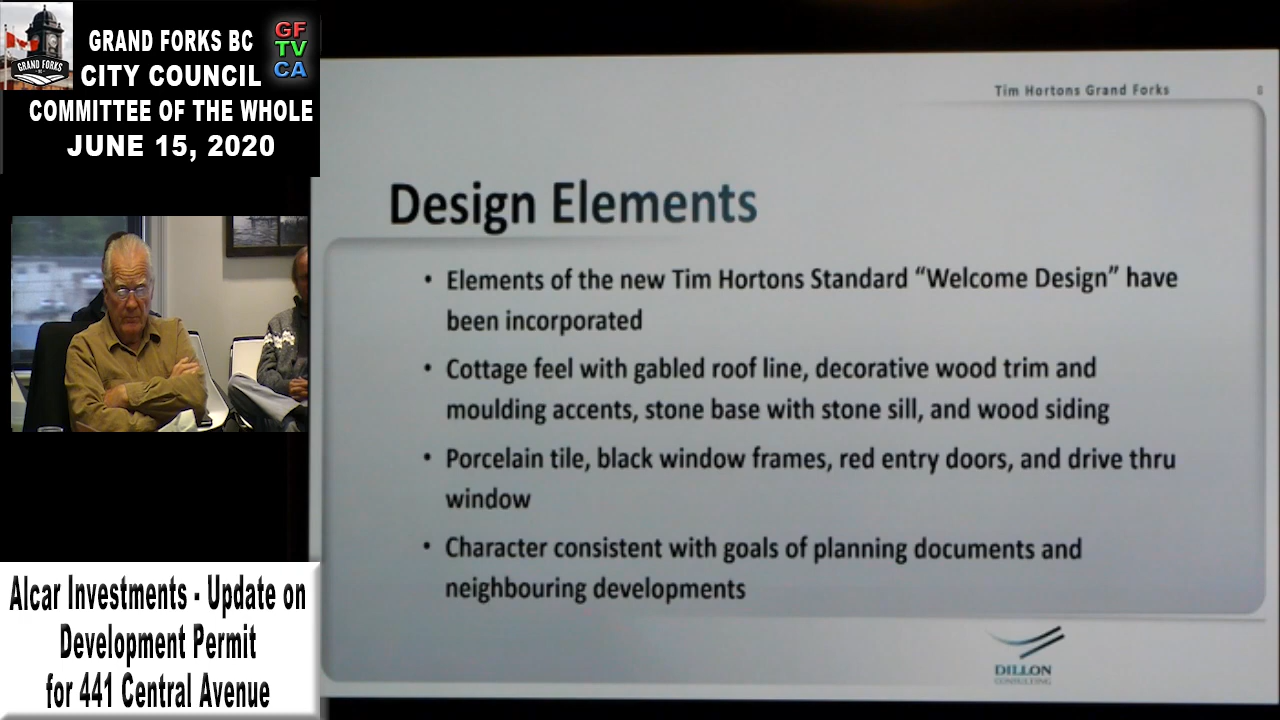 GRAND FORKS BC
CITY COUNCIL
COMMITTEE OF THE WHOLE
JUNE 15, 2020
GF
TV
CA
GRAND FORKS
Tim Hortons Grand Forks 8
Design Elements
• Elements of the new Tim Hortons Standard “Welcome Design” have
been incorporated
• Cottage feel with gabled roof line, decorative wood trim and
moulding accents, stone base with stone sill, and wood siding
• Porcelain tile, black window frames, red entry doors, and drive thru
window
• Character consistent with goals of planning documents and
neighbouring developments
DILLON
CONSULTING
Alcar Investments - Update on
Development Permit
for 441 Central Avenue